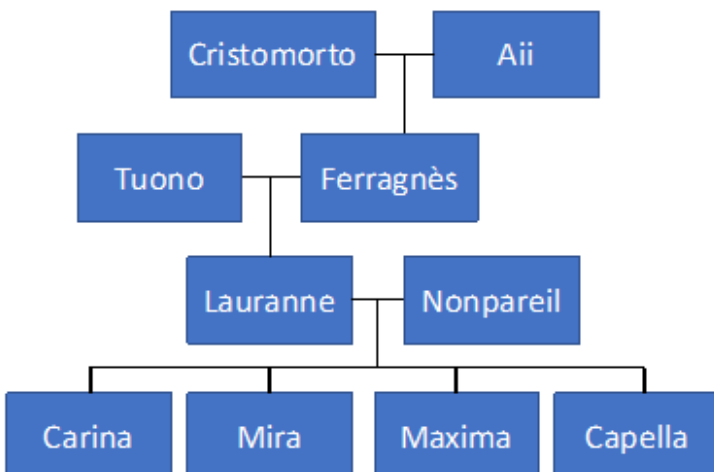 Cristomorto
Aii
Tuono
Ferragnès
Lauranne
Nonpareil
Carina
Mira
Maxima
Capella